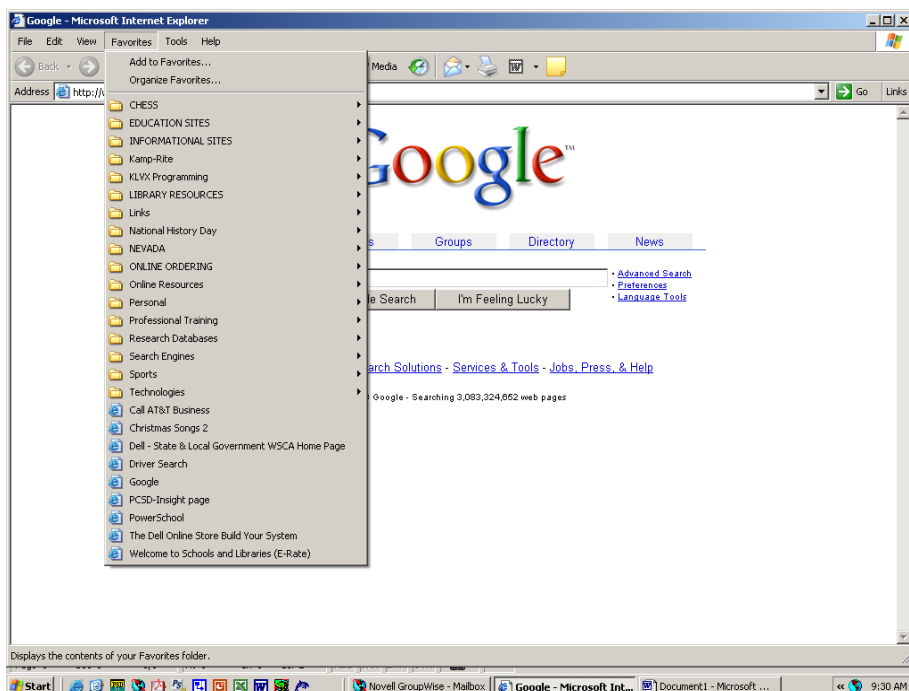 Google - Microsoft Internet Explorer
File Edit View Favorites Tools Help
Back Media
Address http:// Go Links
Add to Favorites...
Organize Favorites...
CHESS
EDUCATION SITES
INFORMATIONAL SITES
Kamp-Rite
KLVX Programming
LIBRARY RESOURCES
Links
National History Day
NEVADA
ONLINE ORDERING
Online Resources
Personal
Professional Training
Research Databases
Search Engines
Sports
Technologies
Call AT&T Business
Christmas Songs 2
Dell - State & Local Government WSCA Home Page
Driver Search
Google
PCSD-Insight page
PowerSchool
The Dell Online Store Build Your System
Welcome to Schools and Libraries (E-Rate)
Google™
s Groups Directory News
• Advanced Search
• Preferences
• Language Tools
le Search I'm Feeling Lucky
arch Solutions - Services & Tools - Jobs, Press, & Help
Google - Searching 3,083,324,652 web pages
Displays the contents of your Favorites folder.
Start Novell GroupWise - Mailbox Google - Microsoft Int... Document1 - Microsoft ... « 9:30 AM